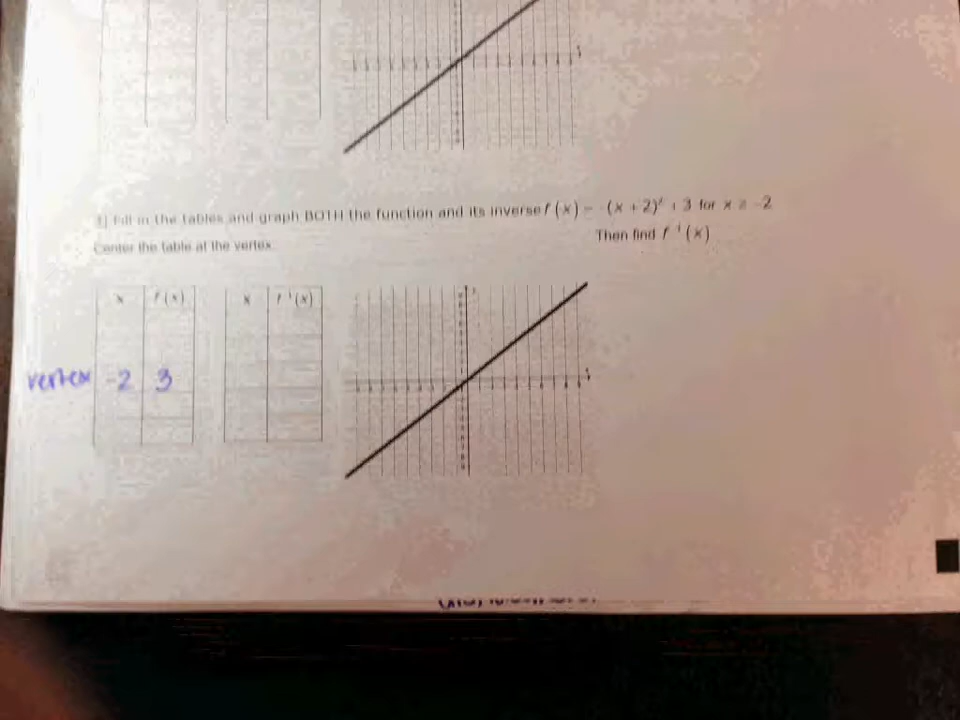 Fill in the tables and graph BOTH the function and its inverse f(x) = -(x + 2)² + 3 for x ≥ -2
Center the table at the vertex.
Then find f⁻¹(x)
x f(x) x f⁻¹(x)
vertex -2 3